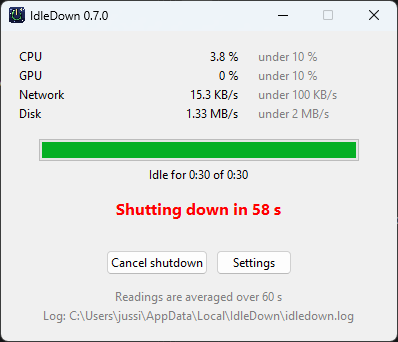 IdleDown 0.7.0
CPU 3.8 % under 10 %
GPU 0 % under 10 %
Network 15.3 KB/s under 100 KB/s
Disk 1.33 MB/s under 2 MB/s
Idle for 0:30 of 0:30
Shutting down in 58 s
Cancel shutdown Settings
Readings are averaged over 60 s
Log: C:\Users\jussi\AppData\Local\IdleDown\idledown.log